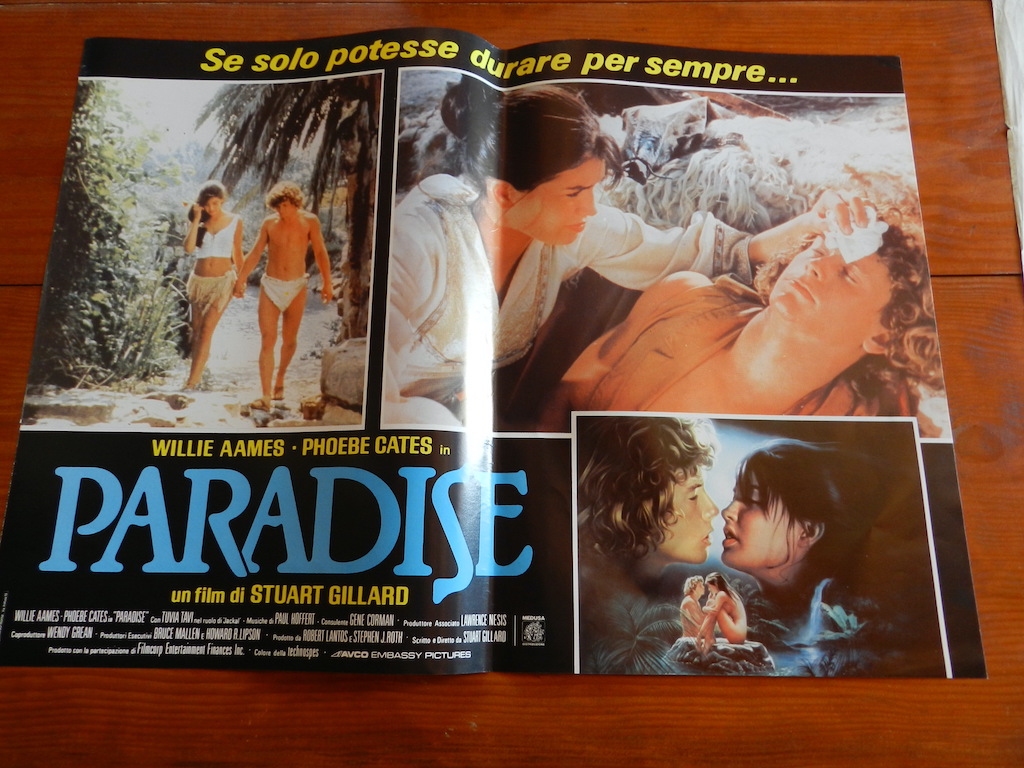 Se solo potesse durare per sempre...
WILLIE AAMES · PHOEBE CATES in
PARADISE
un film di STUART GILLARD
WILLIE AAMES · PHOEBE CATES in "PARADISE" Con TUVIA TAVI nel ruolo di Jackal · Musiche di PAUL HOFFERT · Consulente GENE CORMAN · Produttore Associato LAWRENCE NESIS
Coproduttore WENDY GREAN · Produttori Esecutivi BRUCE MALLEN e HOWARD R. LIPSON · Prodotto da ROBERT LANTOS e STEPHEN J. ROTH · Scritto e Diretto da STUART GILLARD
Prodotto con la partecipazione di Filmcorp Entertainment Finances Inc. · Colore della technospes · AVCO EMBASSY PICTURES
MEDUSA